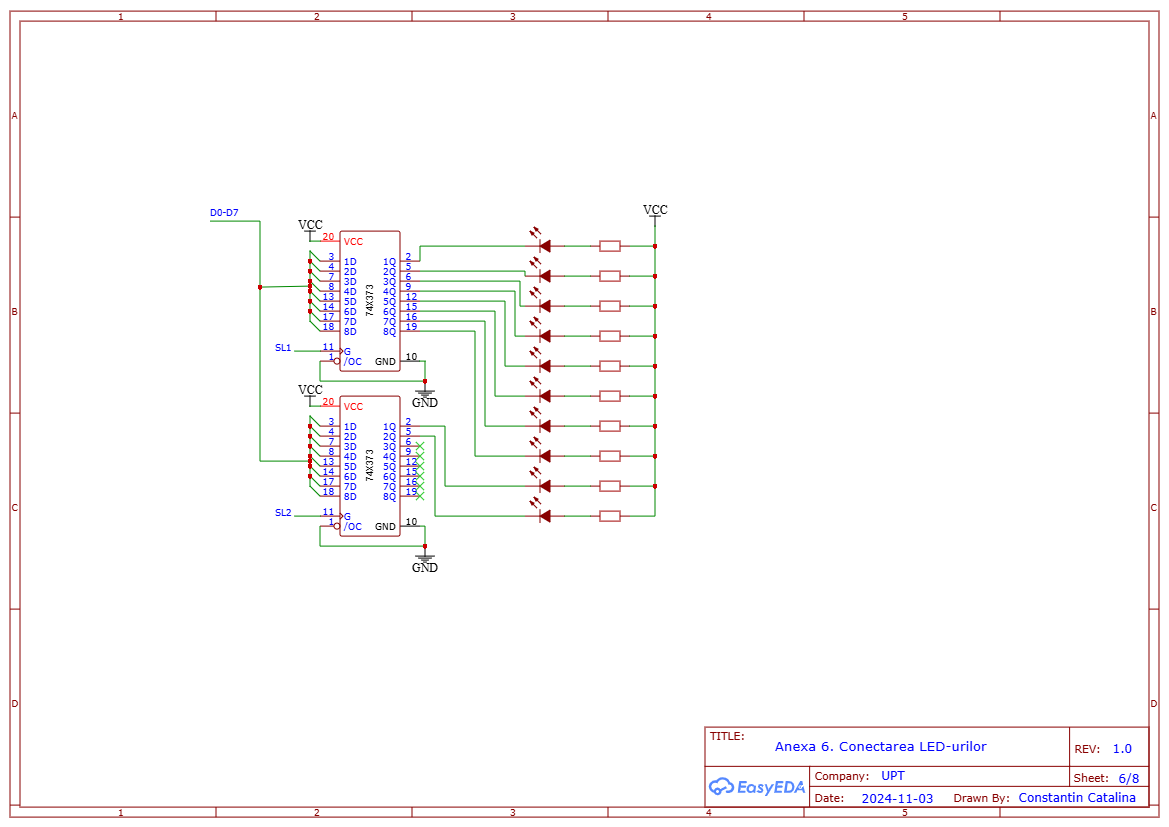 1 2 3 4 5
A A
B B
C C
D D
D0-D7
VCC
VCC
20 VCC
3 1D 1Q 2
4 2D 2Q 5
7 3D 3Q 6
8 4D 4Q 9
13 5D 5Q 12
14 6D 6Q 15
17 7D 7Q 16
18 8D 8Q 19
74X373
SL1 11 G
1 /OC GND 10
GND
VCC
20 VCC
3 1D 1Q 2
4 2D 2Q 5
7 3D 3Q 6
8 4D 4Q 9
13 5D 5Q 12
14 6D 6Q 15
17 7D 7Q 16
18 8D 8Q 19
74X373
SL2 11 G
1 /OC GND 10
GND
TITLE:
Anexa 6. Conectarea LED-urilor
REV: 1.0
EasyEDA
Company: UPT
Sheet: 6/8
Date: 2024-11-03 Drawn By: Constantin Catalina
1 2 3 4 5